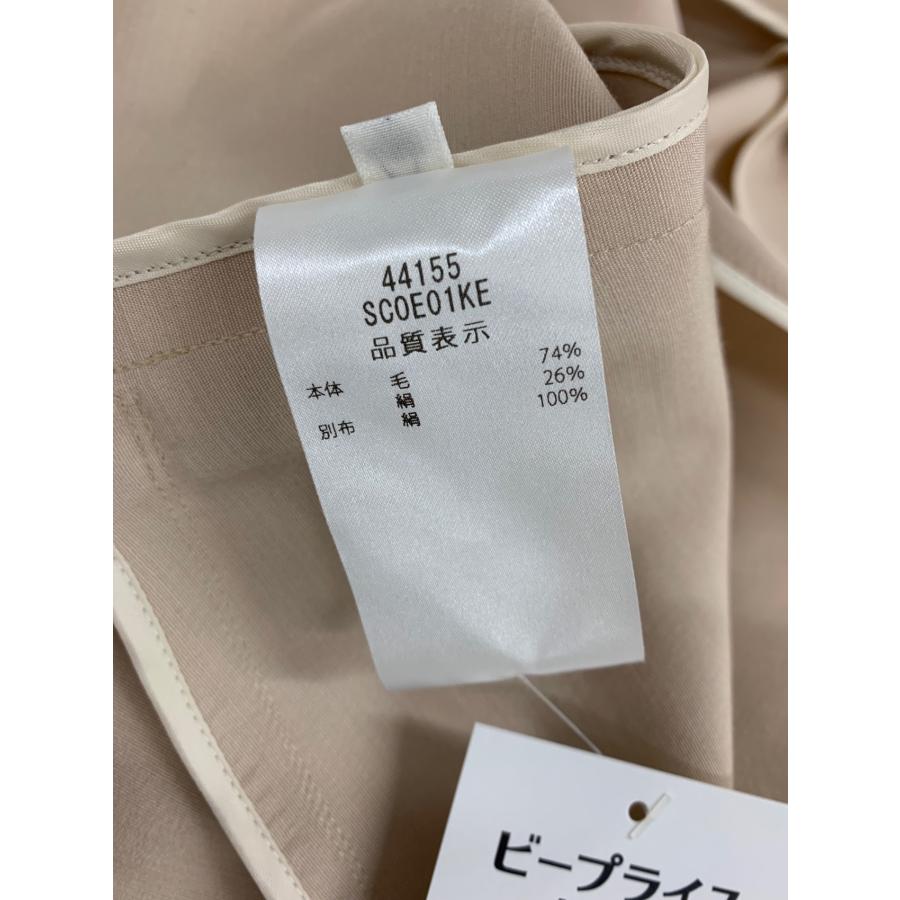 44155
SC0E01KE
品質表示
本体 毛 74%
絹 26%
別布 絹 100%
ビープライス